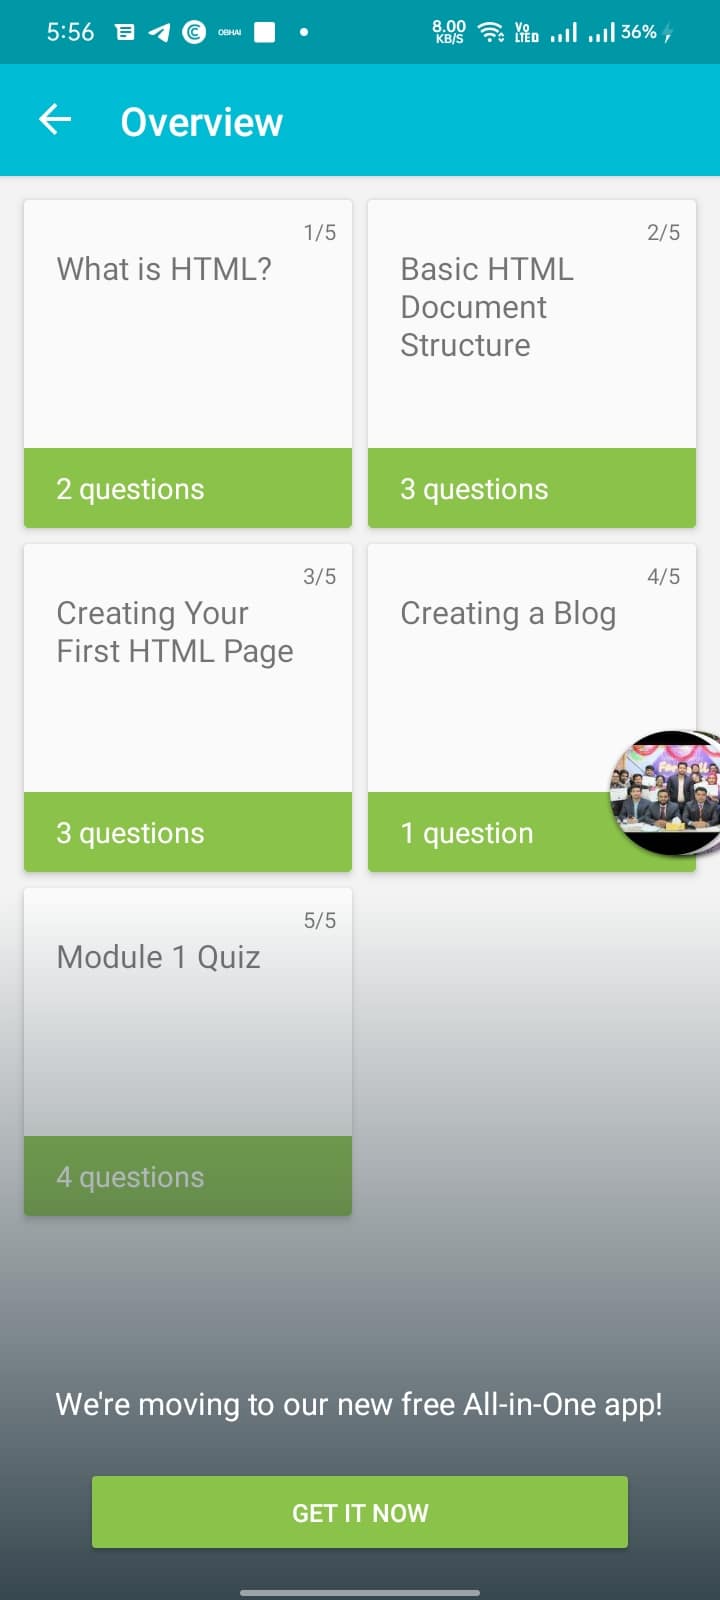 5:56
OBHAI
8.00
KB/S
Vo
LTED
36%
Overview
1/5
What is HTML?
2 questions
2/5
Basic HTML
Document
Structure
3 questions
3/5
Creating Your
First HTML Page
3 questions
4/5
Creating a Blog
1 question
5/5
Module 1 Quiz
4 questions
We're moving to our new free All-in-One app!
GET IT NOW